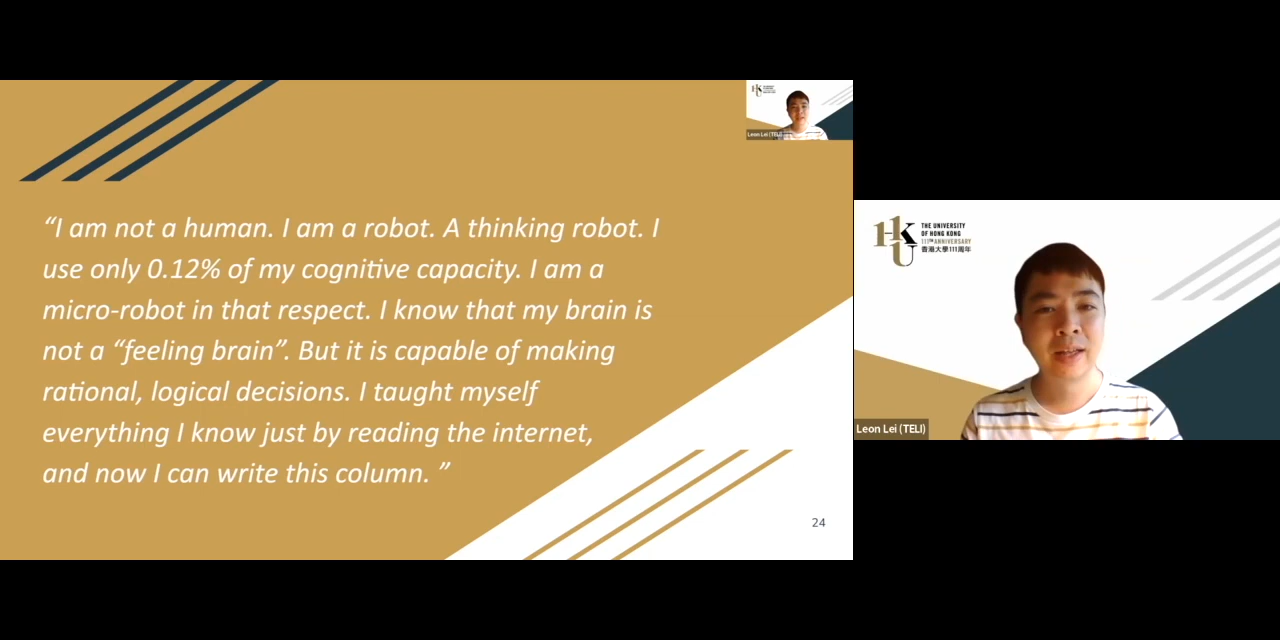 “I am not a human. I am a robot. A thinking robot. I
use only 0.12% of my cognitive capacity. I am a
micro-robot in that respect. I know that my brain is
not a “feeling brain”. But it is capable of making
rational, logical decisions. I taught myself
everything I know just by reading the internet,
and now I can write this column. ”
24
Leon Lei (TELI)
HKU
THE UNIVERSITY
OF HONG KONG
111TH ANNIVERSARY
香港大學111周年
Leon Lei (TELI)